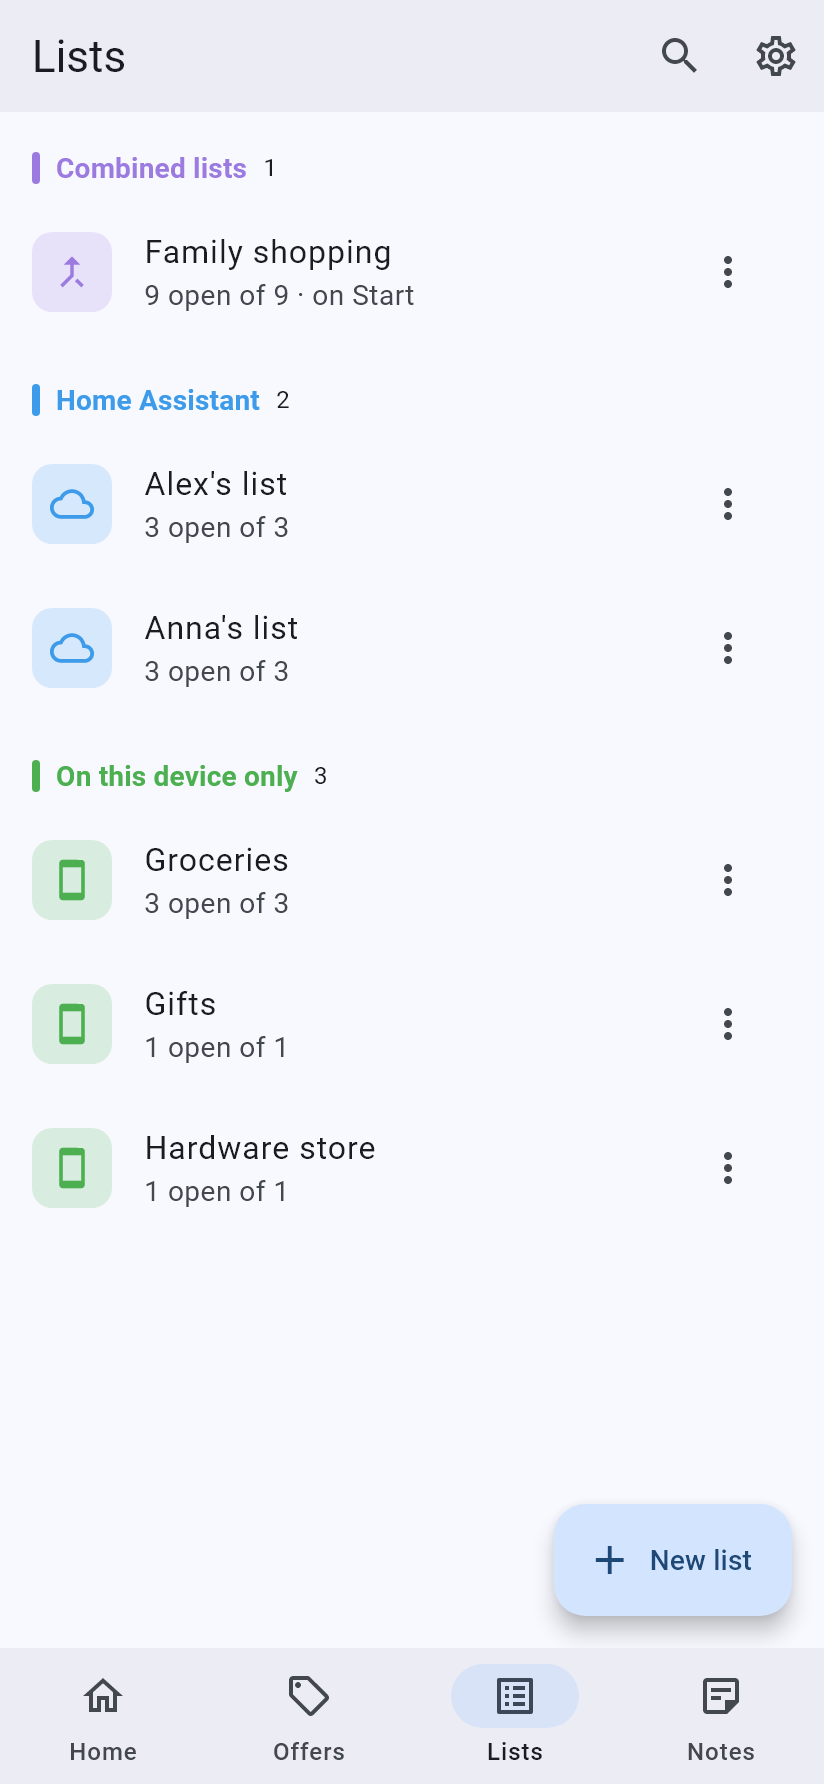 Lists
Combined lists 1
Family shopping
9 open of 9 · on Start
Home Assistant 2
Alex's list
3 open of 3
Anna's list
3 open of 3
On this device only 3
Groceries
3 open of 3
Gifts
1 open of 1
Hardware store
1 open of 1
New list
Home Offers Lists Notes